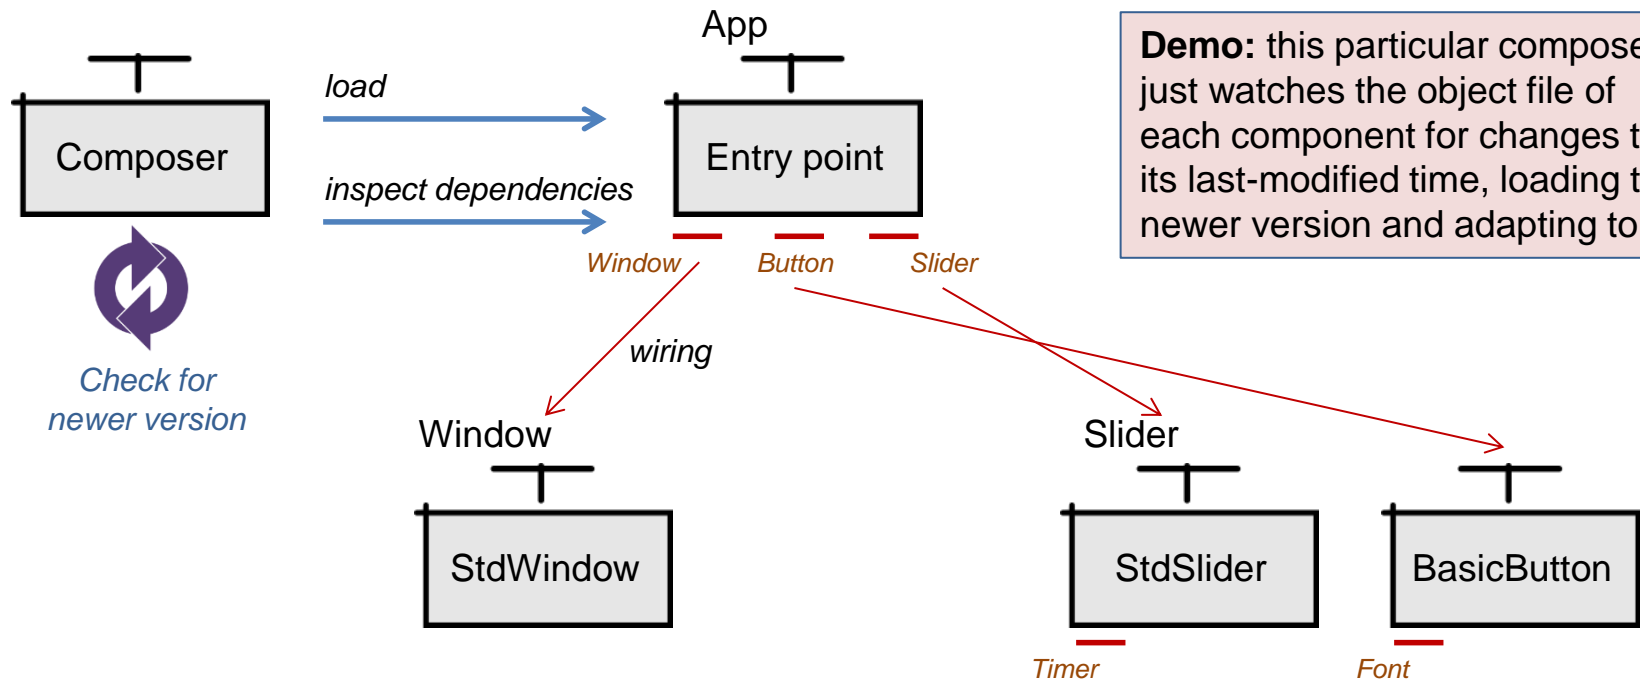 App
Demo: this particular compose
just watches the object file of
each component for changes t
its last-modified time, loading t
newer version and adapting to
load
Composer
Entry point
inspect dependencies
Window
Button
Slider
wiring
Check for
newer version
Window
Slider
StdWindow
StdSlider
BasicButton
Timer
Font